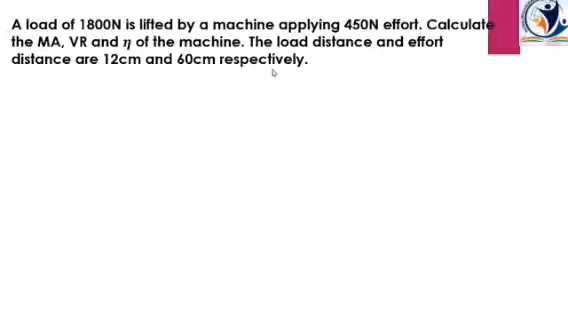 A load of 1800N is lifted by a machine applying 450N effort. Calculate
the MA, VR and η of the machine. The load distance and effort
distance are 12cm and 60cm respectively.